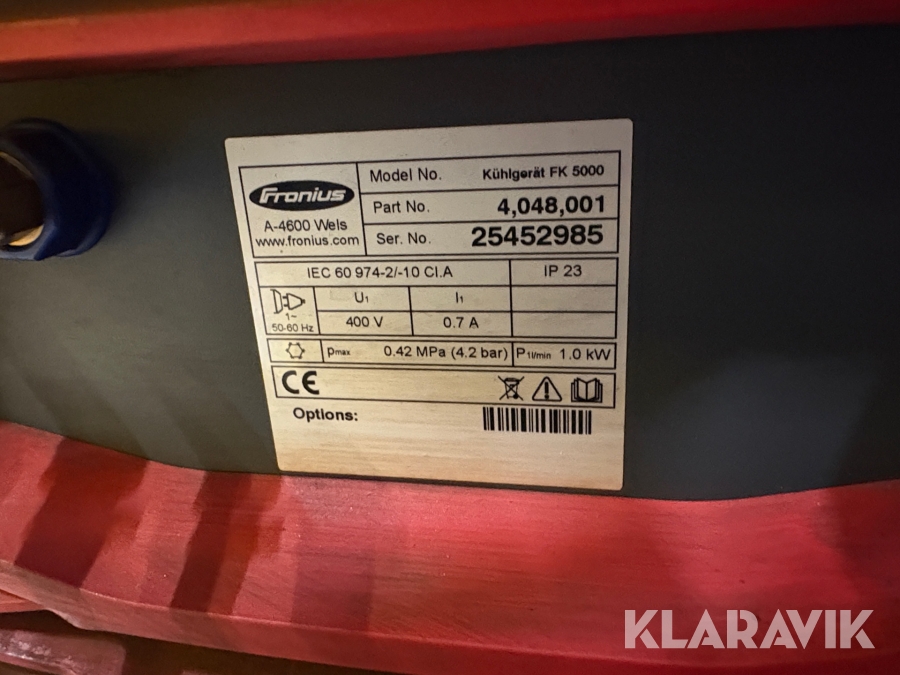 Fronius
A-4600 Wels
www.fronius.com
Model No. Kühlgerät FK 5000
Part No. 4,048,001
Ser. No. 25452985
IEC 60 974-2/-10 Cl.A IP 23
1~
50-60 Hz
U1 I1
400 V 0.7 A
pmax 0.42 MPa (4.2 bar) P1l/min 1.0 kW
CE
Options:
KLARAVIK